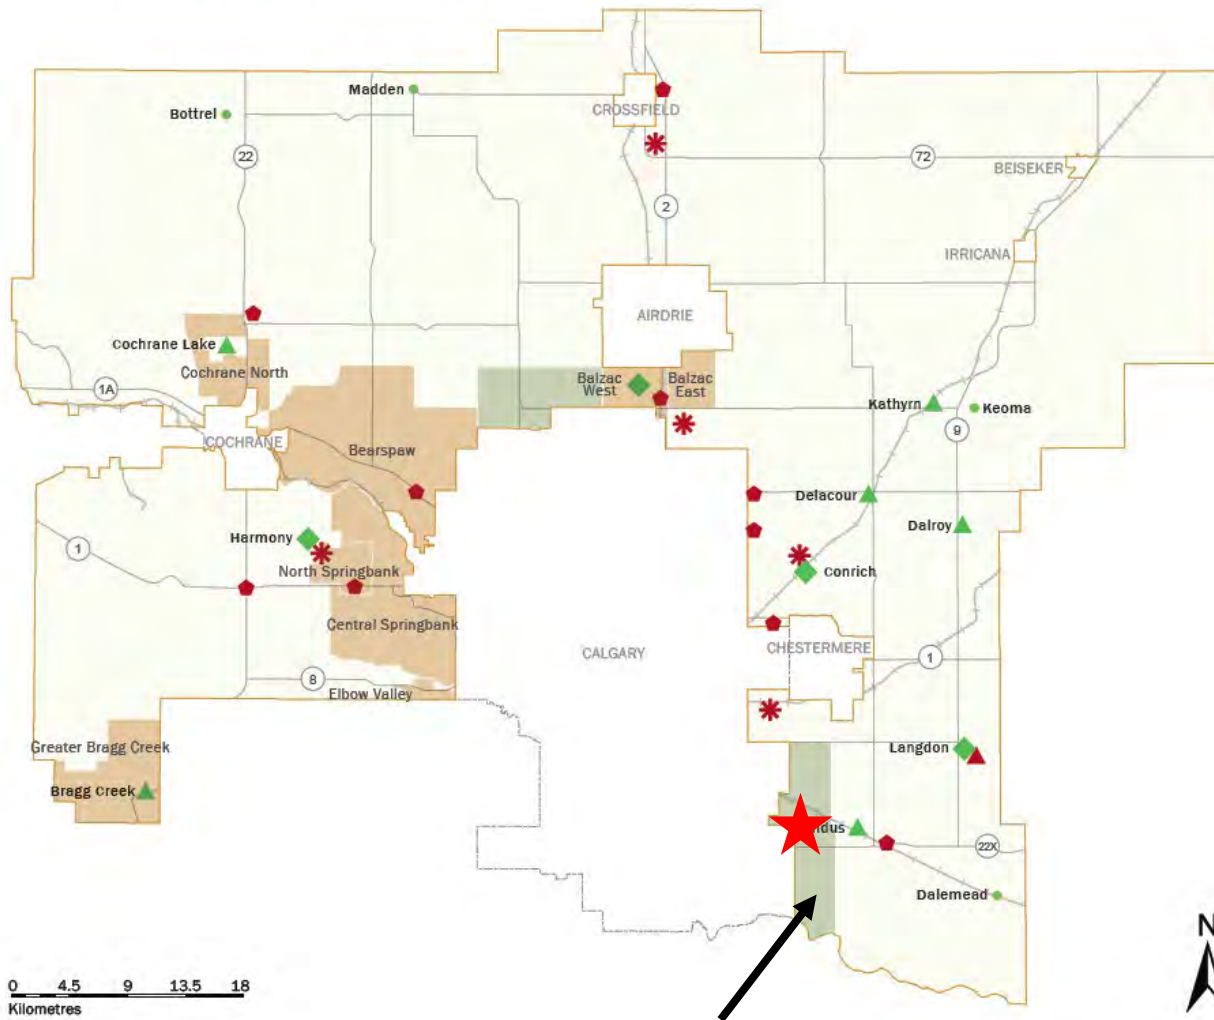 Madden
Bottrel
CROSSFIELD
22
72
BEISEKER
2
IRRICANA
AIRDRIE
Cochrane Lake
Cochrane North
1A
Balzac
West
Balzac
East
Kathyrn
Keoma
COCHRANE
9
Bearspaw
Delacour
Dalroy
Harmony
1
North Springbank
Conrich
Central Springbank
CALGARY
CHESTERMERE
1
8
Elbow Valley
Greater Bragg Creek
Langdon
Bragg Creek
dus
22X
Dalemead
N
0 4.5 9 13.5 18
Kilometres